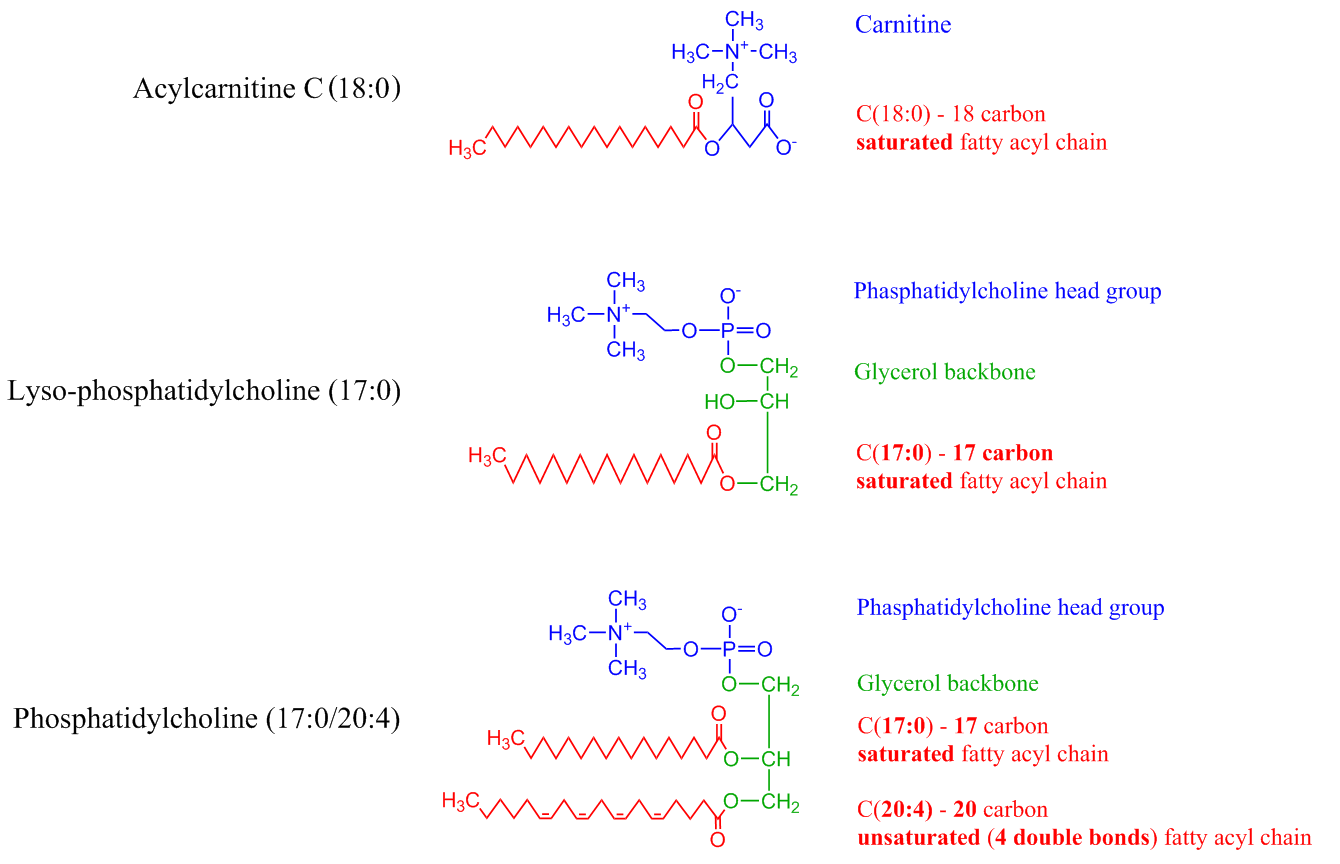 CH₃
Carnitine
H₃C–N⁺–CH₃
H₂C
Acylcarnitine C (18:0)
O O
C(18:0) - 18 carbon
H₃C O O⁻
saturated fatty acyl chain
CH₃ O⁻
Phasphatidylcholine head group
H₃C–N⁺ O–P=O
CH₃ O–CH₂
Glycerol backbone
Lyso-phosphatidylcholine (17:0)
HO–CH
O
H₃C
C(17:0) - 17 carbon
O–CH₂
saturated fatty acyl chain
CH₃ O⁻
Phasphatidylcholine head group
H₃C–N⁺ O–P=O
CH₃ O–CH₂
Glycerol backbone
Phosphatidylcholine (17:0/20:4)
O
C(17:0) - 17 carbon
H₃C
O–CH
saturated fatty acyl chain
H₃C O–CH₂
C(20:4) - 20 carbon
O
unsaturated (4 double bonds) fatty acyl chain